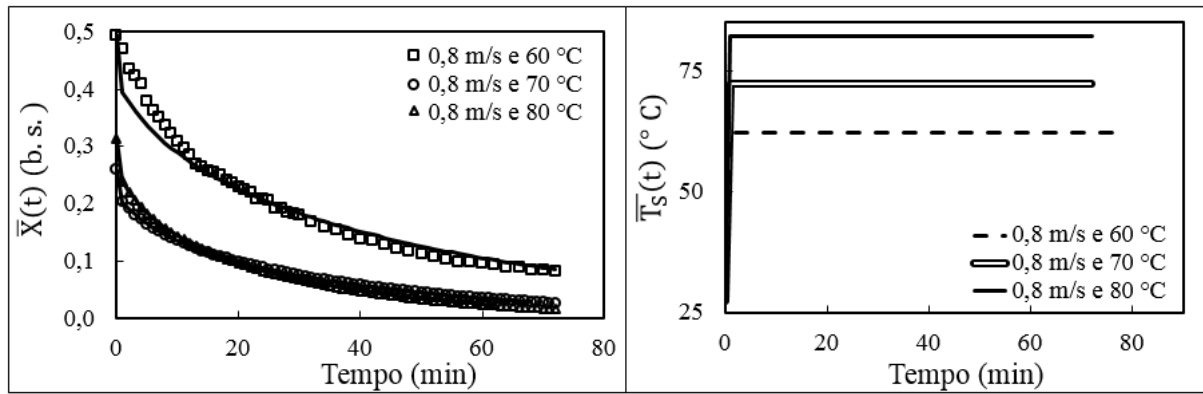 0,5
0,4
0,3
0,2
0,1
0,0
X̅(t) (b. s.)
0,8 m/s e 60 °C
0,8 m/s e 70 °C
0,8 m/s e 80 °C
0 20 40 60 80
Tempo (min)
75
50
25
T̅s(t) (° C)
0,8 m/s e 60 °C
0,8 m/s e 70 °C
0,8 m/s e 80 °C
0 20 40 60 80
Tempo (min)